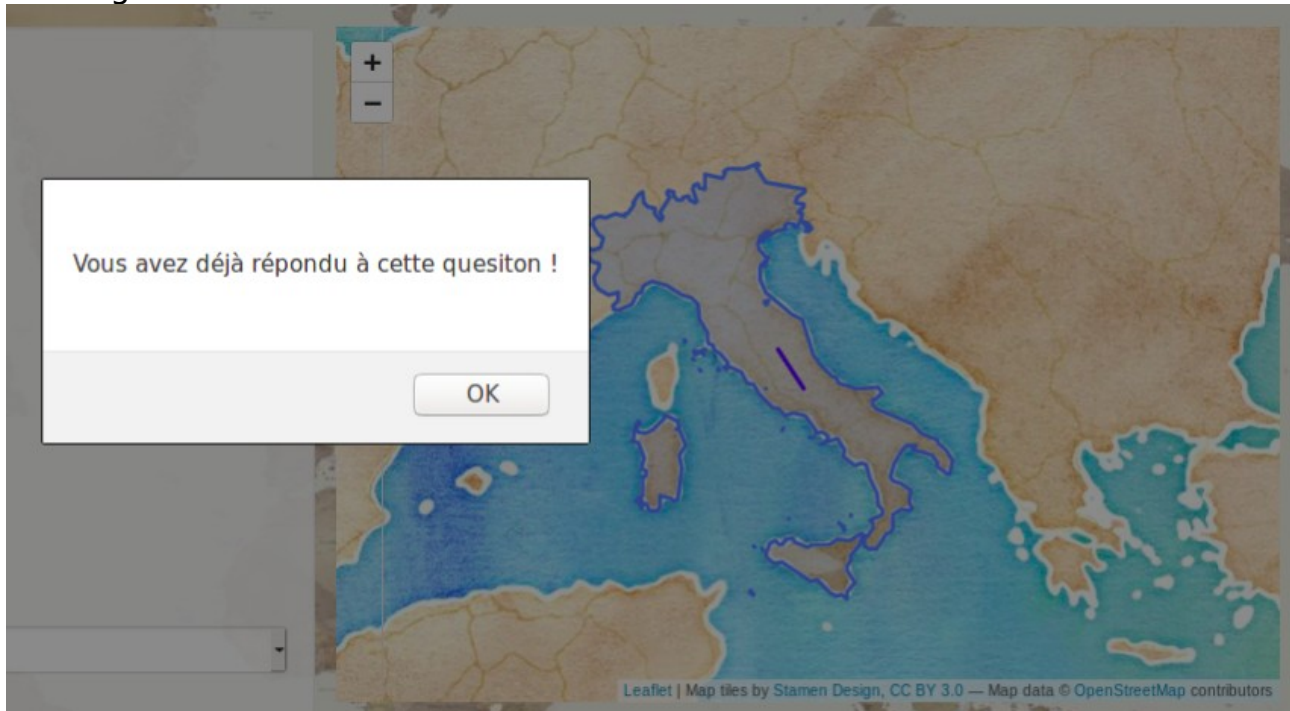 +
−
Vous avez déjà répondu à cette quesiton !
OK
Leaflet | Map tiles by Stamen Design, CC BY 3.0 — Map data © OpenStreetMap contributors